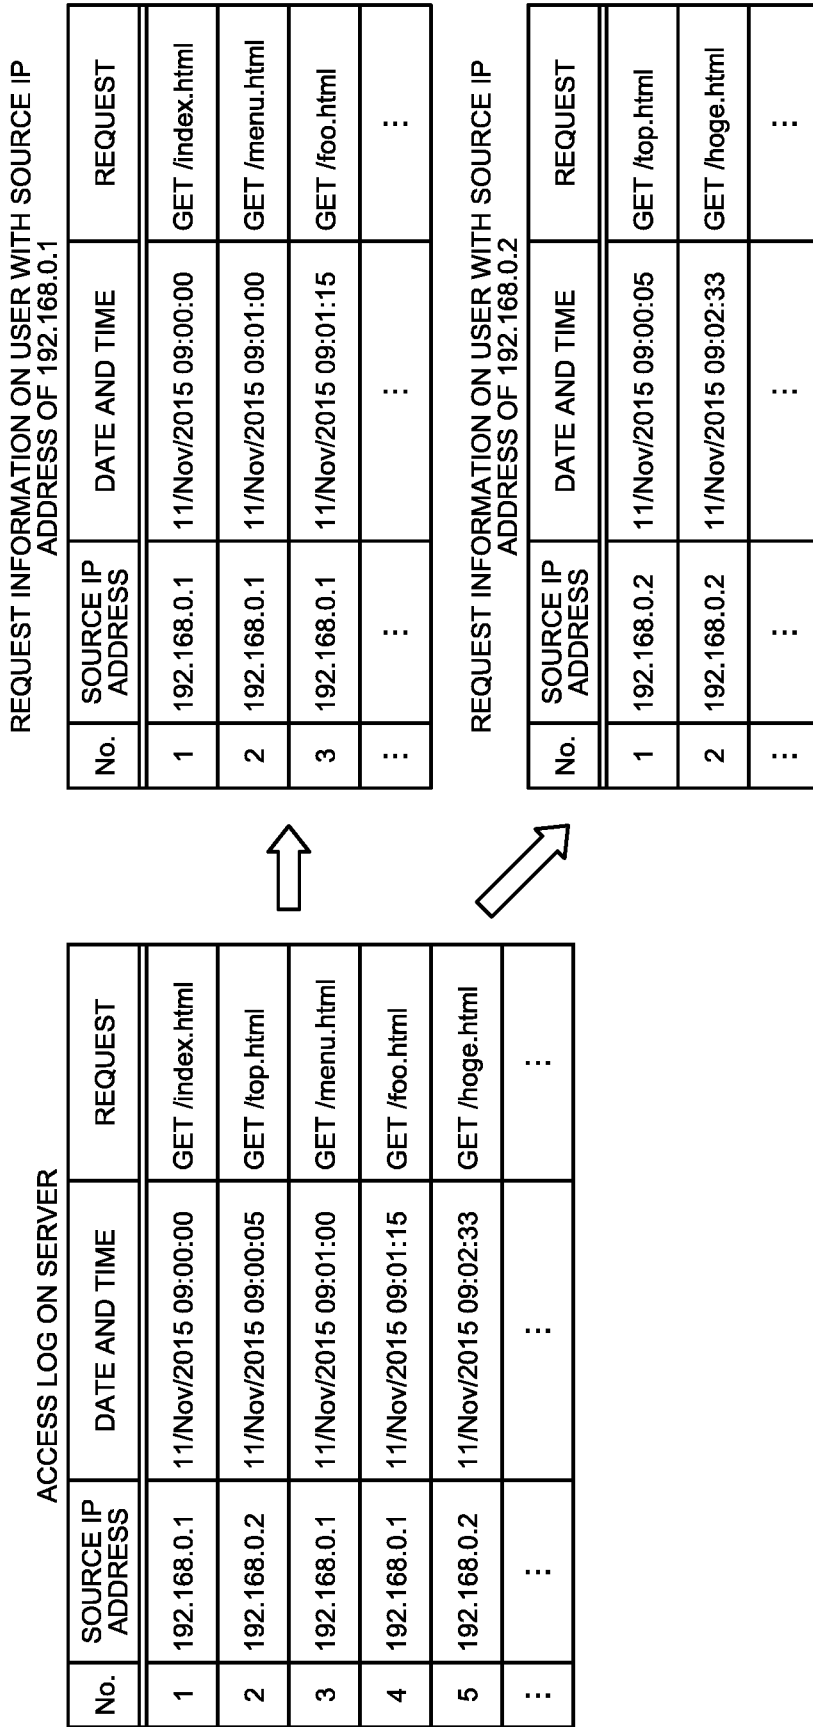 ACCESS LOG ON SERVER
No. SOURCE IP ADDRESS DATE AND TIME REQUEST
1 192.168.0.1 11/Nov/2015 09:00:00 GET /index.html
2 192.168.0.2 11/Nov/2015 09:00:05 GET /top.html
3 192.168.0.1 11/Nov/2015 09:01:00 GET /menu.html
4 192.168.0.1 11/Nov/2015 09:01:15 GET /foo.html
5 192.168.0.2 11/Nov/2015 09:02:33 GET /hoge.html
... ... ... ...
REQUEST INFORMATION ON USER WITH SOURCE IP
ADDRESS OF 192.168.0.1
No. SOURCE IP ADDRESS DATE AND TIME REQUEST
1 192.168.0.1 11/Nov/2015 09:00:00 GET /index.html
2 192.168.0.1 11/Nov/2015 09:01:00 GET /menu.html
3 192.168.0.1 11/Nov/2015 09:01:15 GET /foo.html
... ... ... ...
REQUEST INFORMATION ON USER WITH SOURCE IP
ADDRESS OF 192.168.0.2
No. SOURCE IP ADDRESS DATE AND TIME REQUEST
1 192.168.0.2 11/Nov/2015 09:00:05 GET /top.html
2 192.168.0.2 11/Nov/2015 09:02:33 GET /hoge.html
... ... ... ...